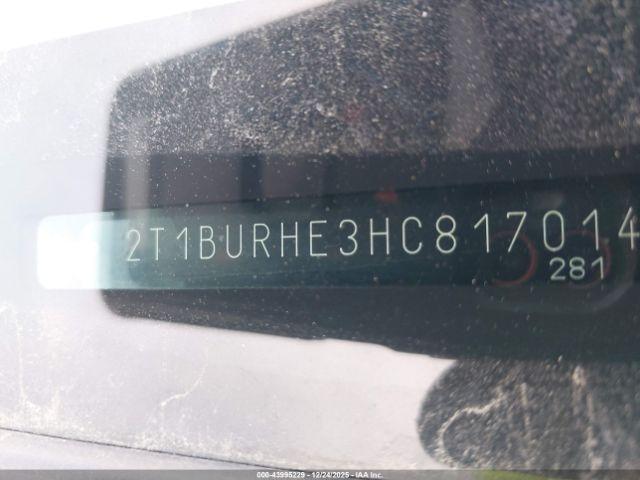 2T1BURHE3HC817014
281
000-43995229 - 12/24/2025 - IAA Inc.